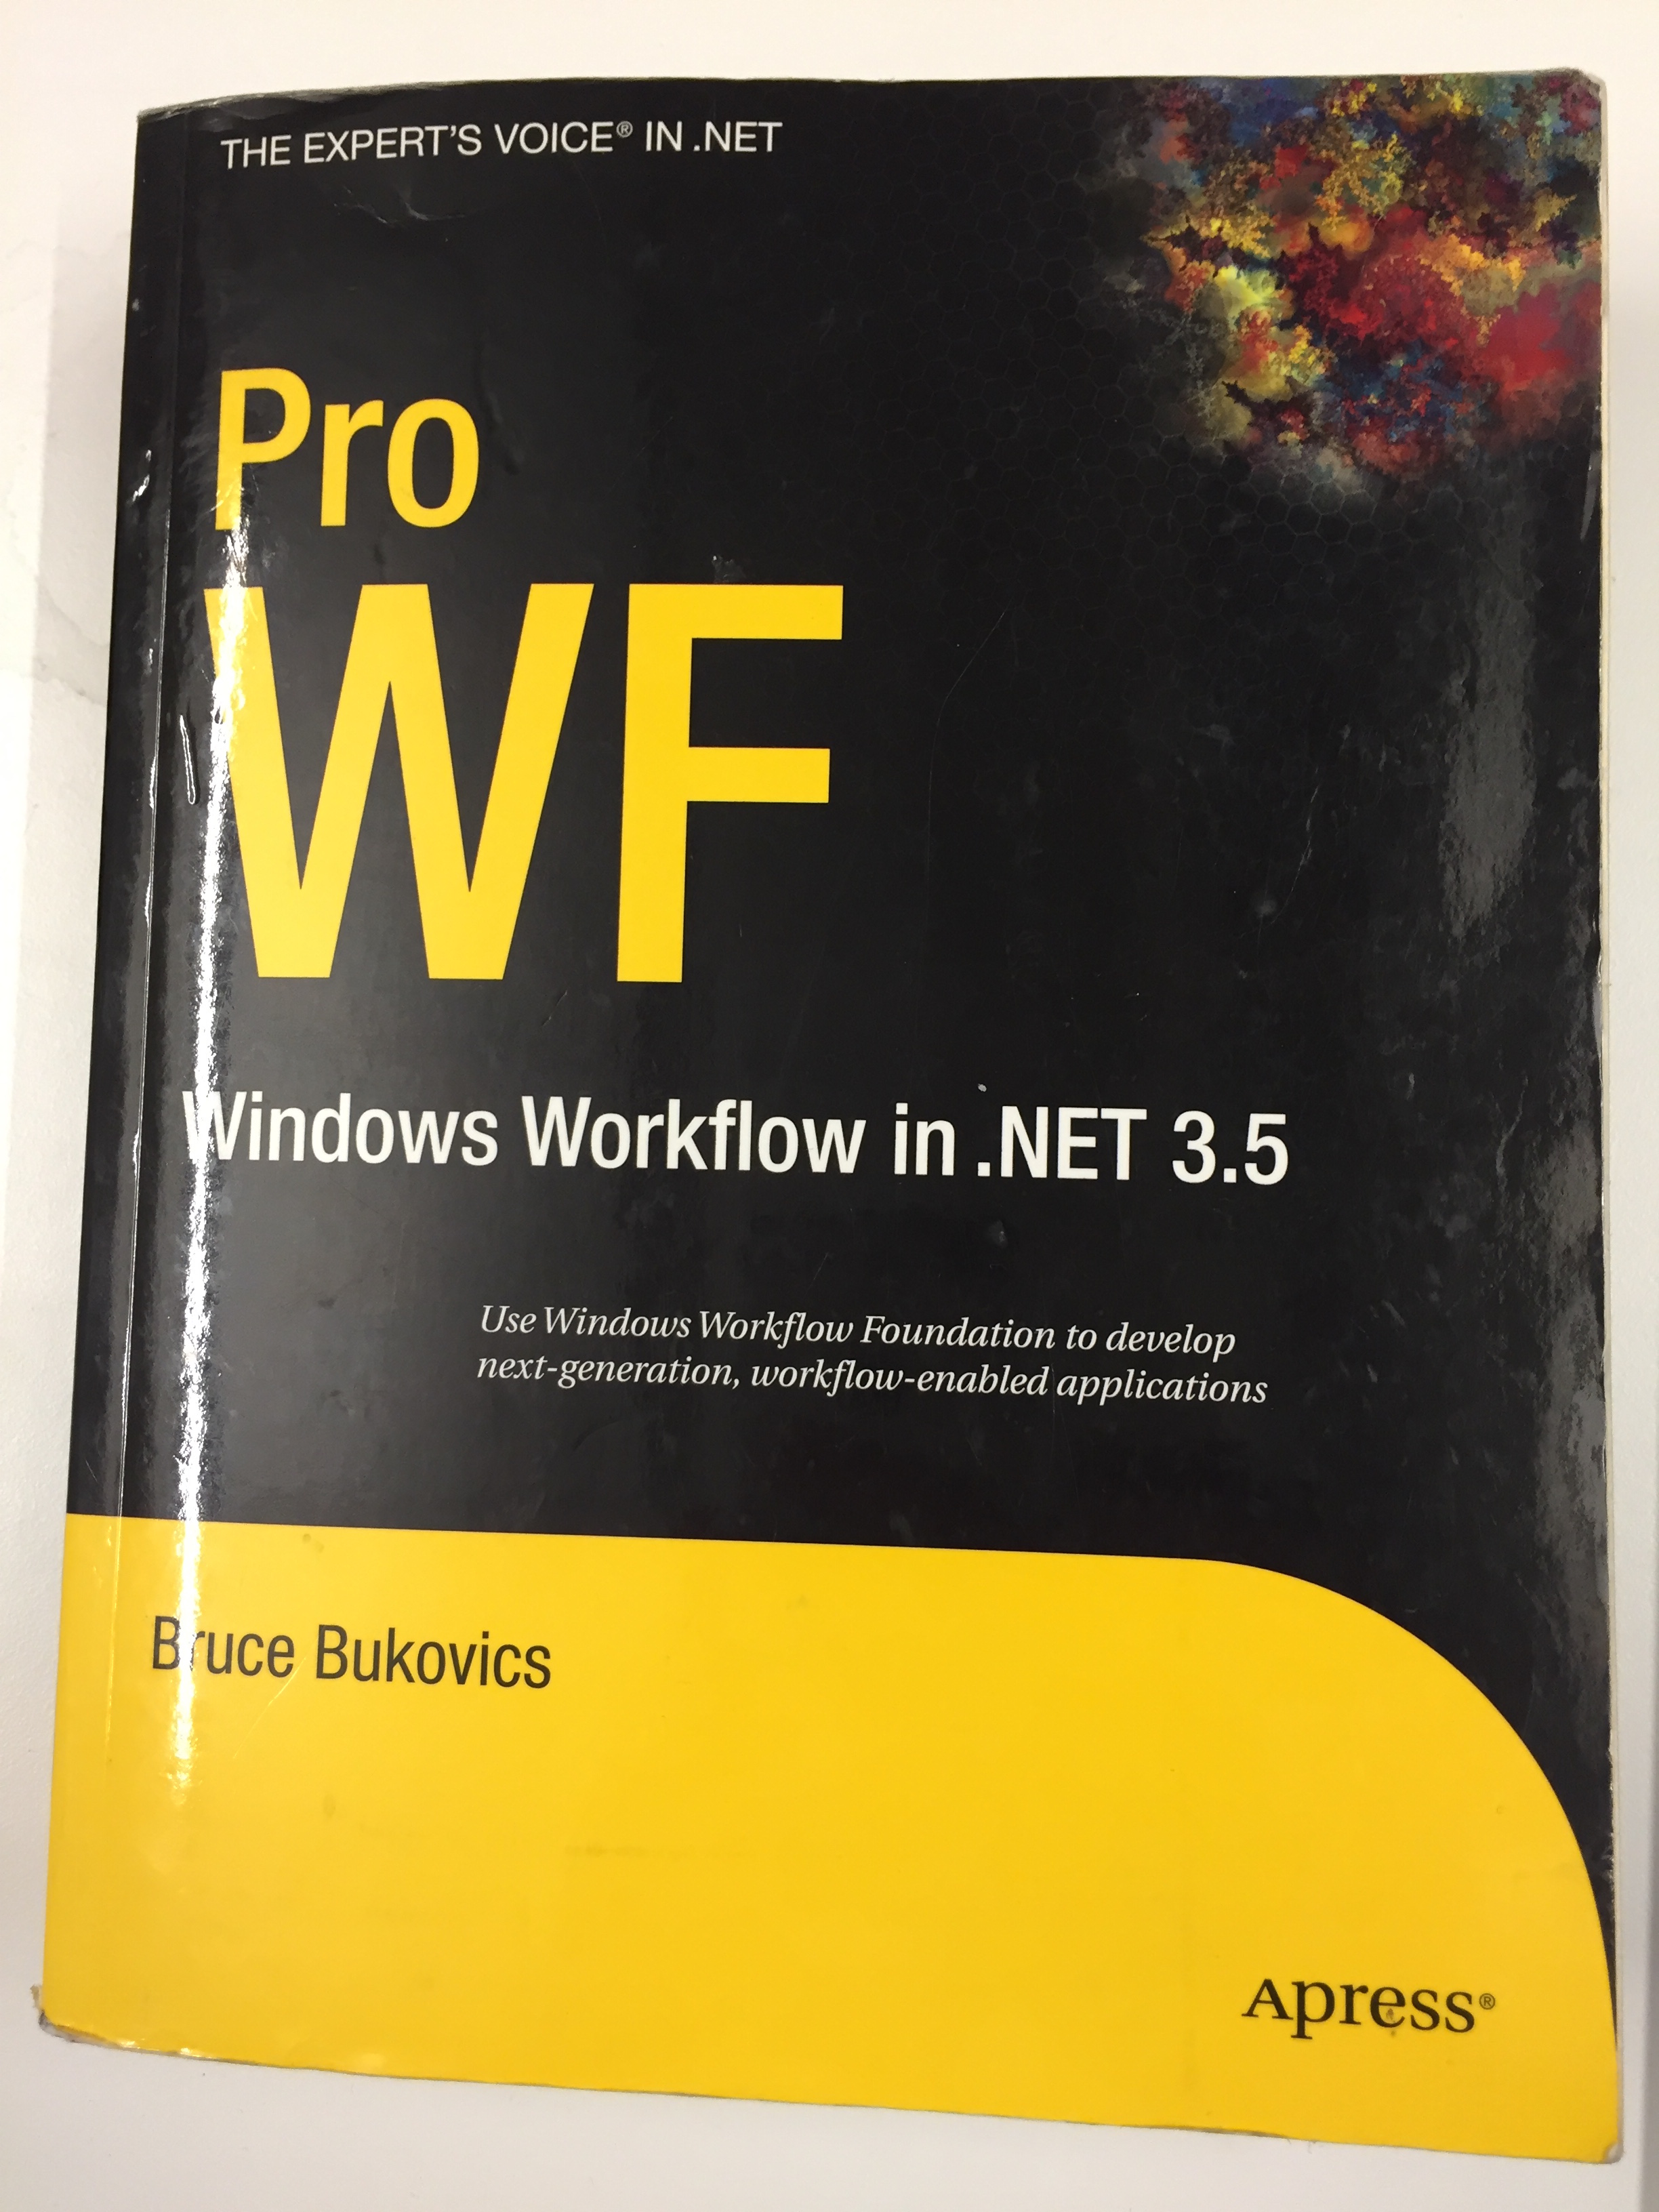 THE EXPERT'S VOICE® IN .NET
Pro
WF
Windows Workflow in .NET 3.5
Use Windows Workflow Foundation to develop
next-generation, workflow-enabled applications
Bruce Bukovics
Apress®